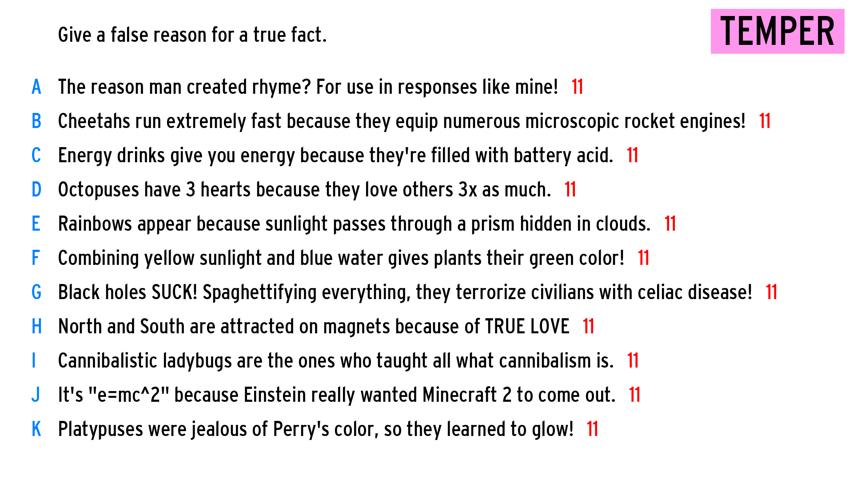 Give a false reason for a true fact.
TEMPER
A The reason man created rhyme? For use in responses like mine! 11
B Cheetahs run extremely fast because they equip numerous microscopic rocket engines! 11
C Energy drinks give you energy because they're filled with battery acid. 11
D Octopuses have 3 hearts because they love others 3x as much. 11
E Rainbows appear because sunlight passes through a prism hidden in clouds. 11
F Combining yellow sunlight and blue water gives plants their green color! 11
G Black holes SUCK! Spaghettifying everything, they terrorize civilians with celiac disease! 11
H North and South are attracted on magnets because of TRUE LOVE 11
I Cannibalistic ladybugs are the ones who taught all what cannibalism is. 11
J It's "e=mc^2" because Einstein really wanted Minecraft 2 to come out. 11
K Platypuses were jealous of Perry's color, so they learned to glow! 11